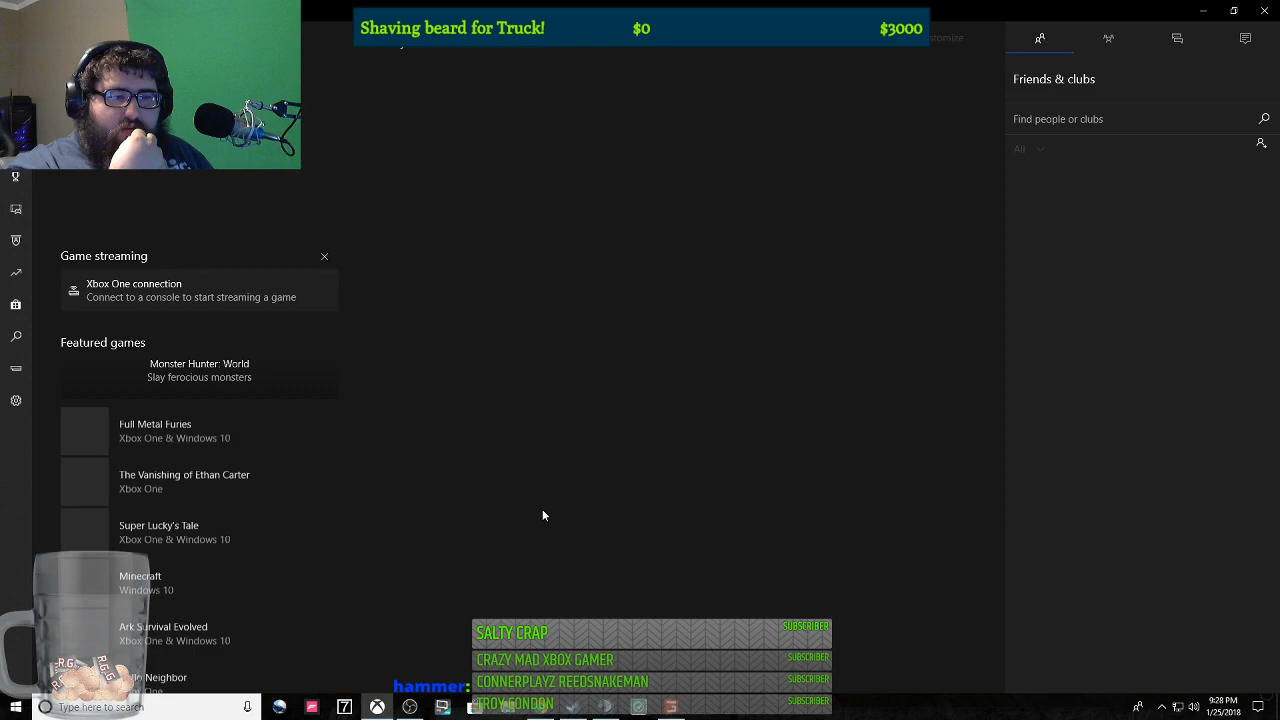 Shaving beard for Truck! $0 $3000
Friends & clubs
Find people or clubs
All
Game streaming
Xbox One connection
Connect to a console to start streaming a game
Featured games
Monster Hunter: World
Slay ferocious monsters
Full Metal Furies
Xbox One & Windows 10
The Vanishing of Ethan Carter
Xbox One
Super Lucky's Tale
Xbox One & Windows 10
Minecraft
Windows 10
Ark Survival Evolved
Xbox One & Windows 10
Neighbor
One
R.G.
RGG
SALTY CRAP SUBSCRIBER
CRAZY MAD XBOX GAMER SUBSCRIBER
CONNERPLAYZ REEDSNAKEMAN SUBSCRIBER
TROY CONDON SUBSCRIBER
hammer:
Type here to search
9:28 PM
1/25/2018